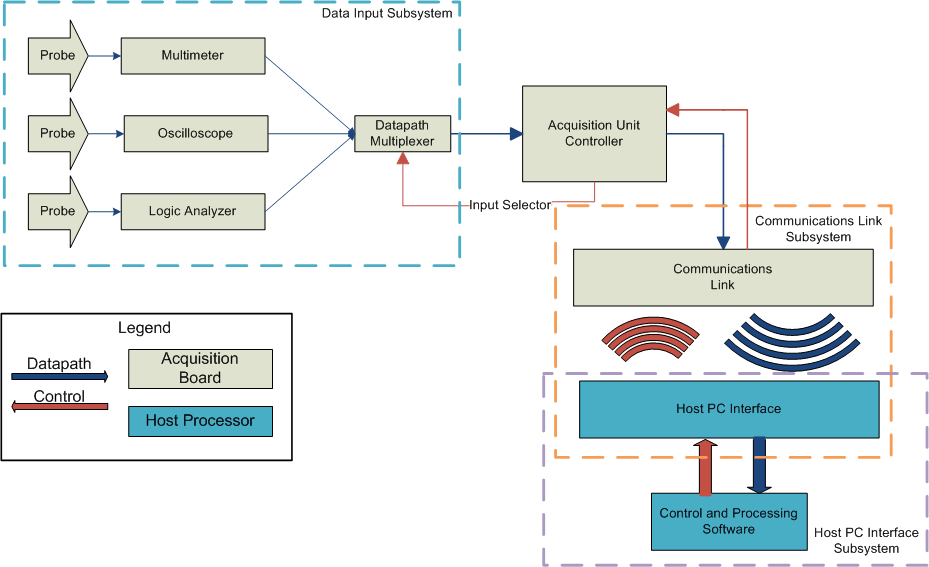 Data Input Subsystem
Probe
Multimeter
Probe
Oscilloscope
Datapath
Multiplexer
Acquisition Unit
Controller
Probe
Logic Analyzer
Input Selector
Communications Link
Subsystem
Communications
Link
Legend
Datapath
Acquisition
Board
Control
Host Processor
Host PC Interface
Control and Processing
Software
Host PC Interface
Subsystem